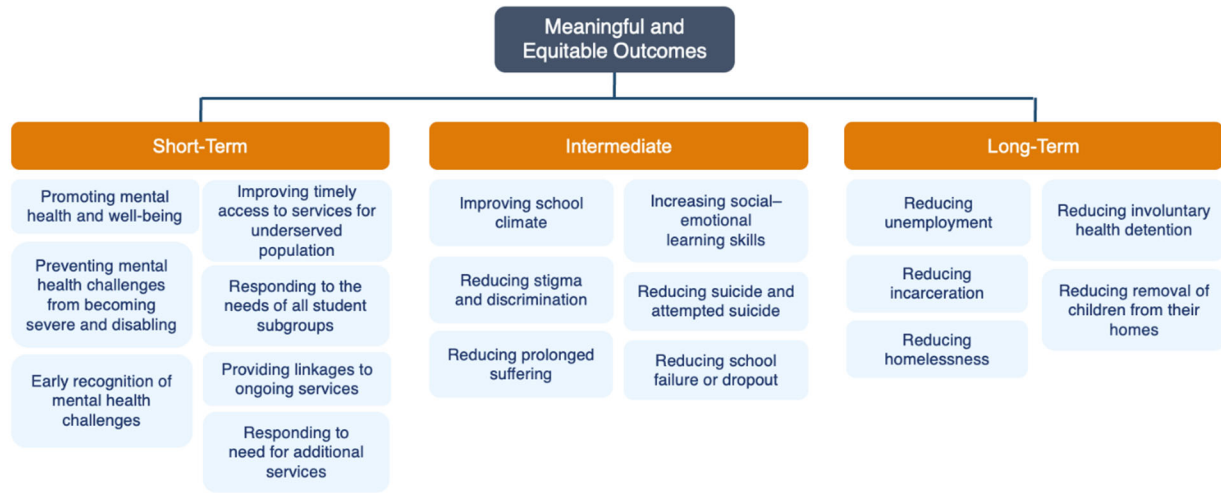 Meaningful and
Equitable Outcomes
Short-Term
Promoting mental
health and well-being
Preventing mental
health challenges
from becoming
severe and disabling
Early recognition of
mental health
challenges
Improving timely
access to services for
underserved
population
Responding to the
needs of all student
subgroups
Providing linkages to
ongoing services
Responding to
need for additional
services
Intermediate
Improving school
climate
Reducing stigma
and discrimination
Reducing prolonged
suffering
Increasing social–
emotional
learning skills
Reducing suicide and
attempted suicide
Reducing school
failure or dropout
Long-Term
Reducing
unemployment
Reducing
incarceration
Reducing
homelessness
Reducing involuntary
health detention
Reducing removal of
children from their
homes